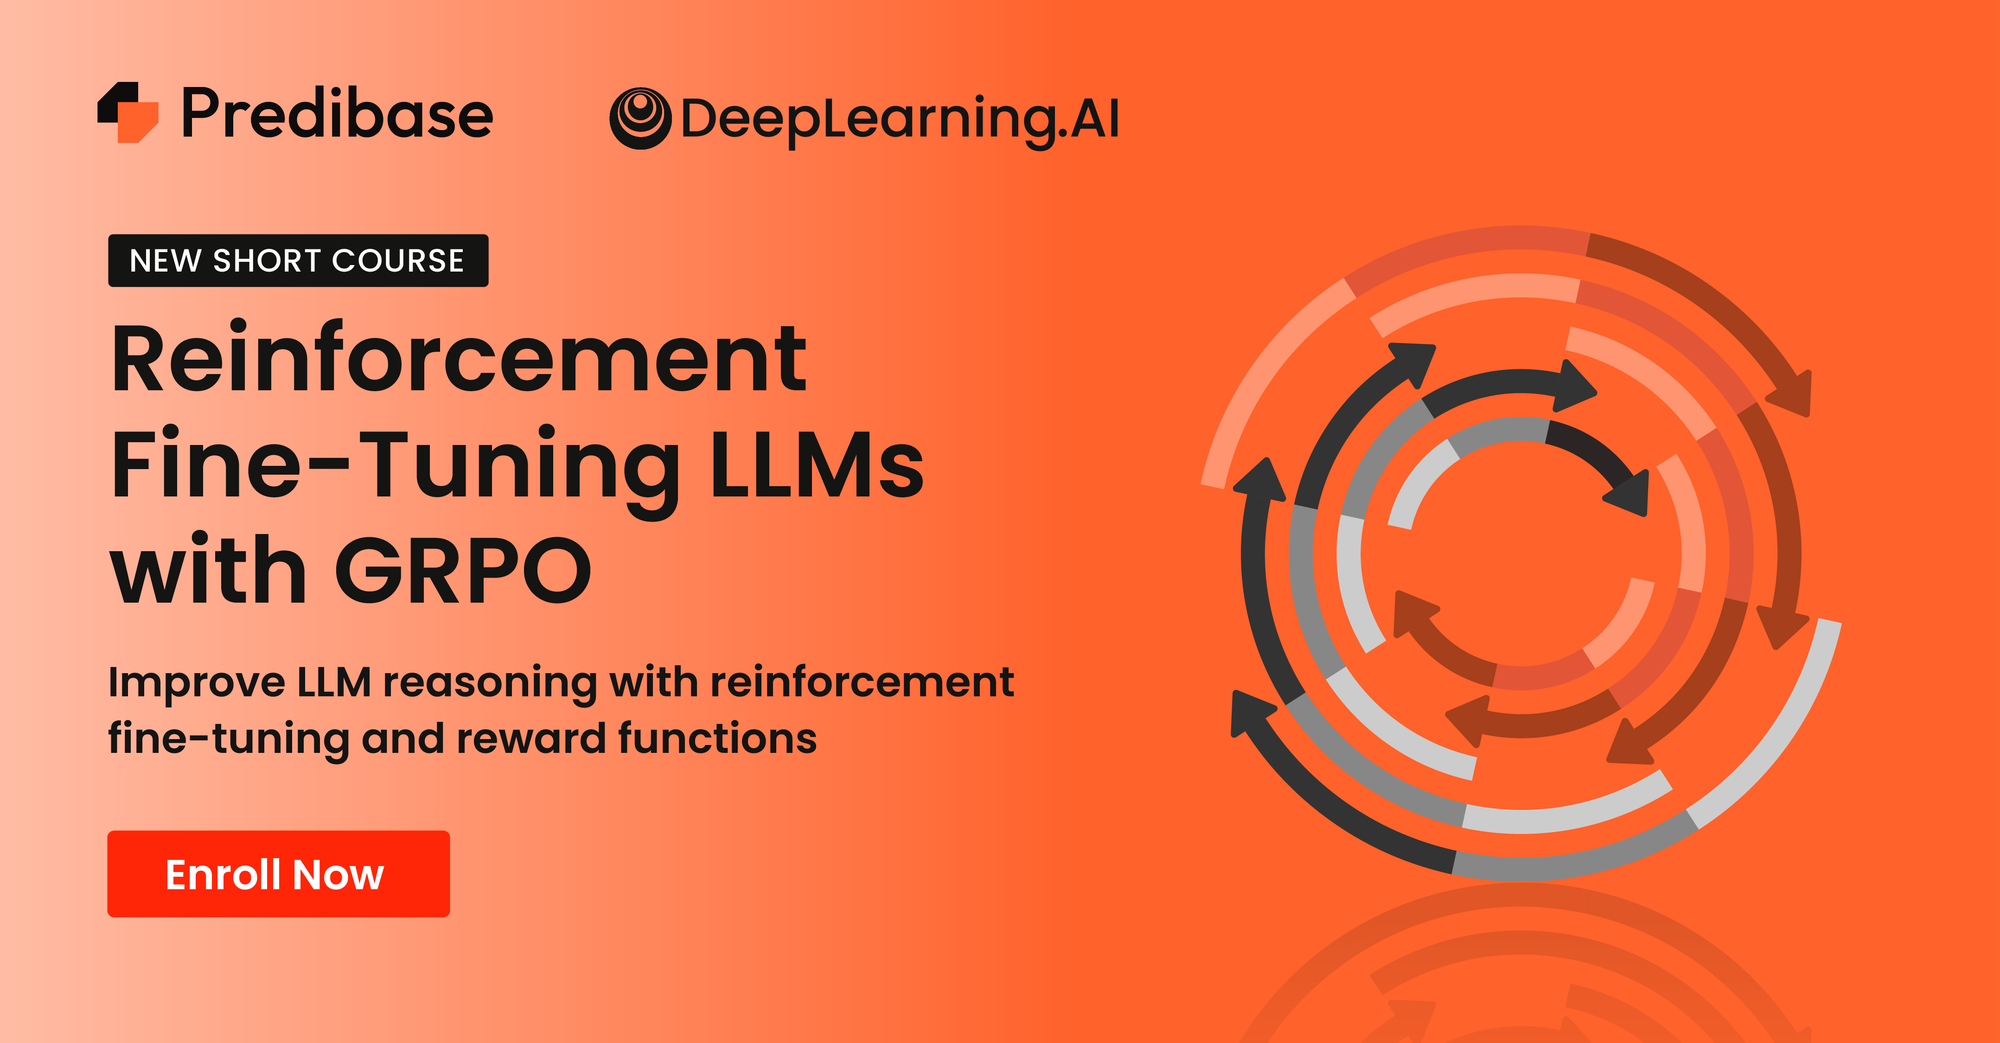 Predibase
DeepLearning.AI
NEW SHORT COURSE
Reinforcement
Fine-Tuning LLMs
with GRPO
Improve LLM reasoning with reinforcement
fine-tuning and reward functions
Enroll Now